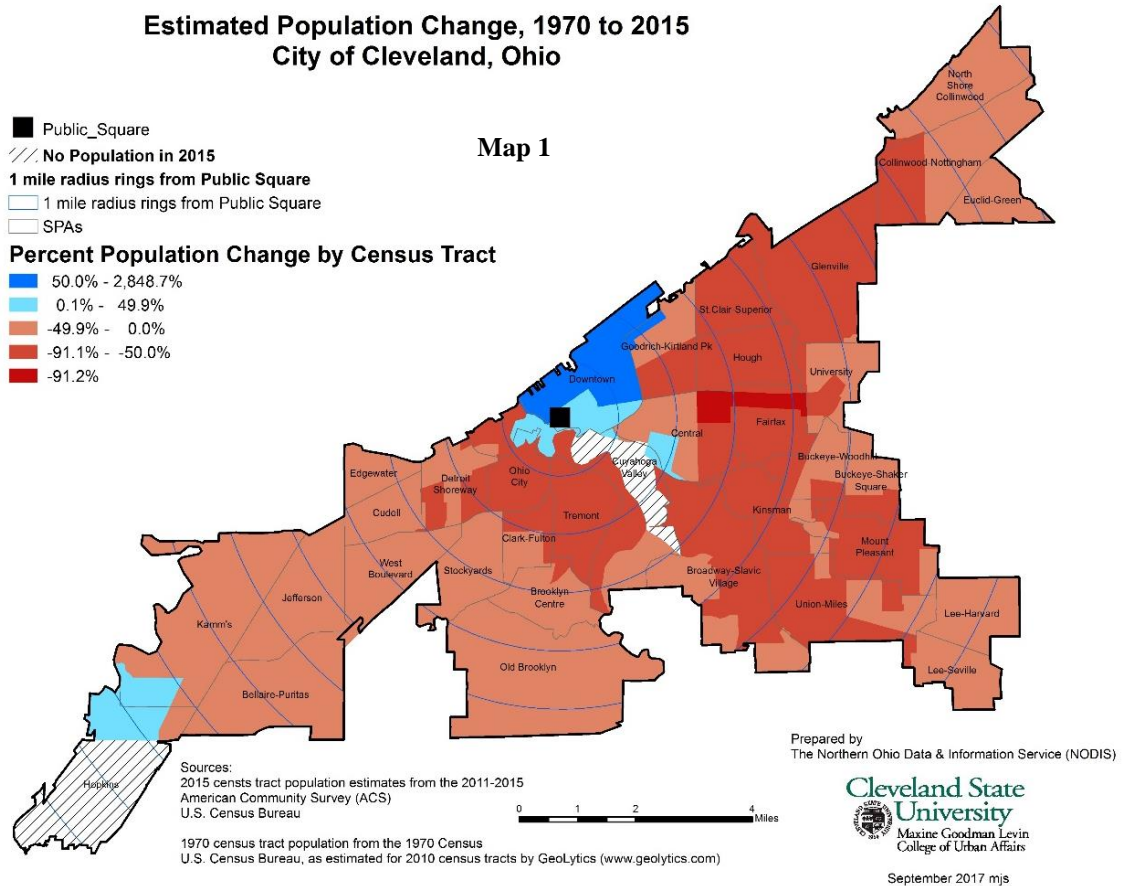 Estimated Population Change, 1970 to 2015
City of Cleveland, Ohio
Map 1
Public_Square
No Population in 2015
1 mile radius rings from Public Square
1 mile radius rings from Public Square
SPAs
Percent Population Change by Census Tract
50.0% - 2,848.7%
0.1% - 49.9%
-49.9% - 0.0%
-91.1% - -50.0%
-91.2%
North
Shore
Collinwood
Collinwood-Nottingham
Euclid-Green
Glenville
St.Clair-Superior
Goodrich-Kirtland Pk
Hough
University
Downtown
Fairfax
Central
Buckeye-Woodhill
Buckeye-Shaker
Square
Cuyahoga
Valley
Edgewater
Detroit
Shoreway
Ohio
City
Cudell
Tremont
Kinsman
Mount
Pleasant
Clark-Fulton
West
Boulevard
Stockyards
Broadway-Slavic
Village
Brooklyn
Centre
Jefferson
Union-Miles
Lee-Harvard
Kamm's
Old Brooklyn
Lee-Seville
Bellaire-Puritas
Hopkins
Sources:
2015 censts tract population estimates from the 2011-2015
American Community Survey (ACS)
U.S. Census Bureau
1970 census tract population from the 1970 Census
U.S. Census Bureau, as estimated for 2010 census tracts by GeoLytics (www.geolytics.com)
0 1 2 4
Miles
Prepared by
The Northern Ohio Data & Information Service (NODIS)
Cleveland State
University
Maxine Goodman Levin
College of Urban Affairs
September 2017 mjs